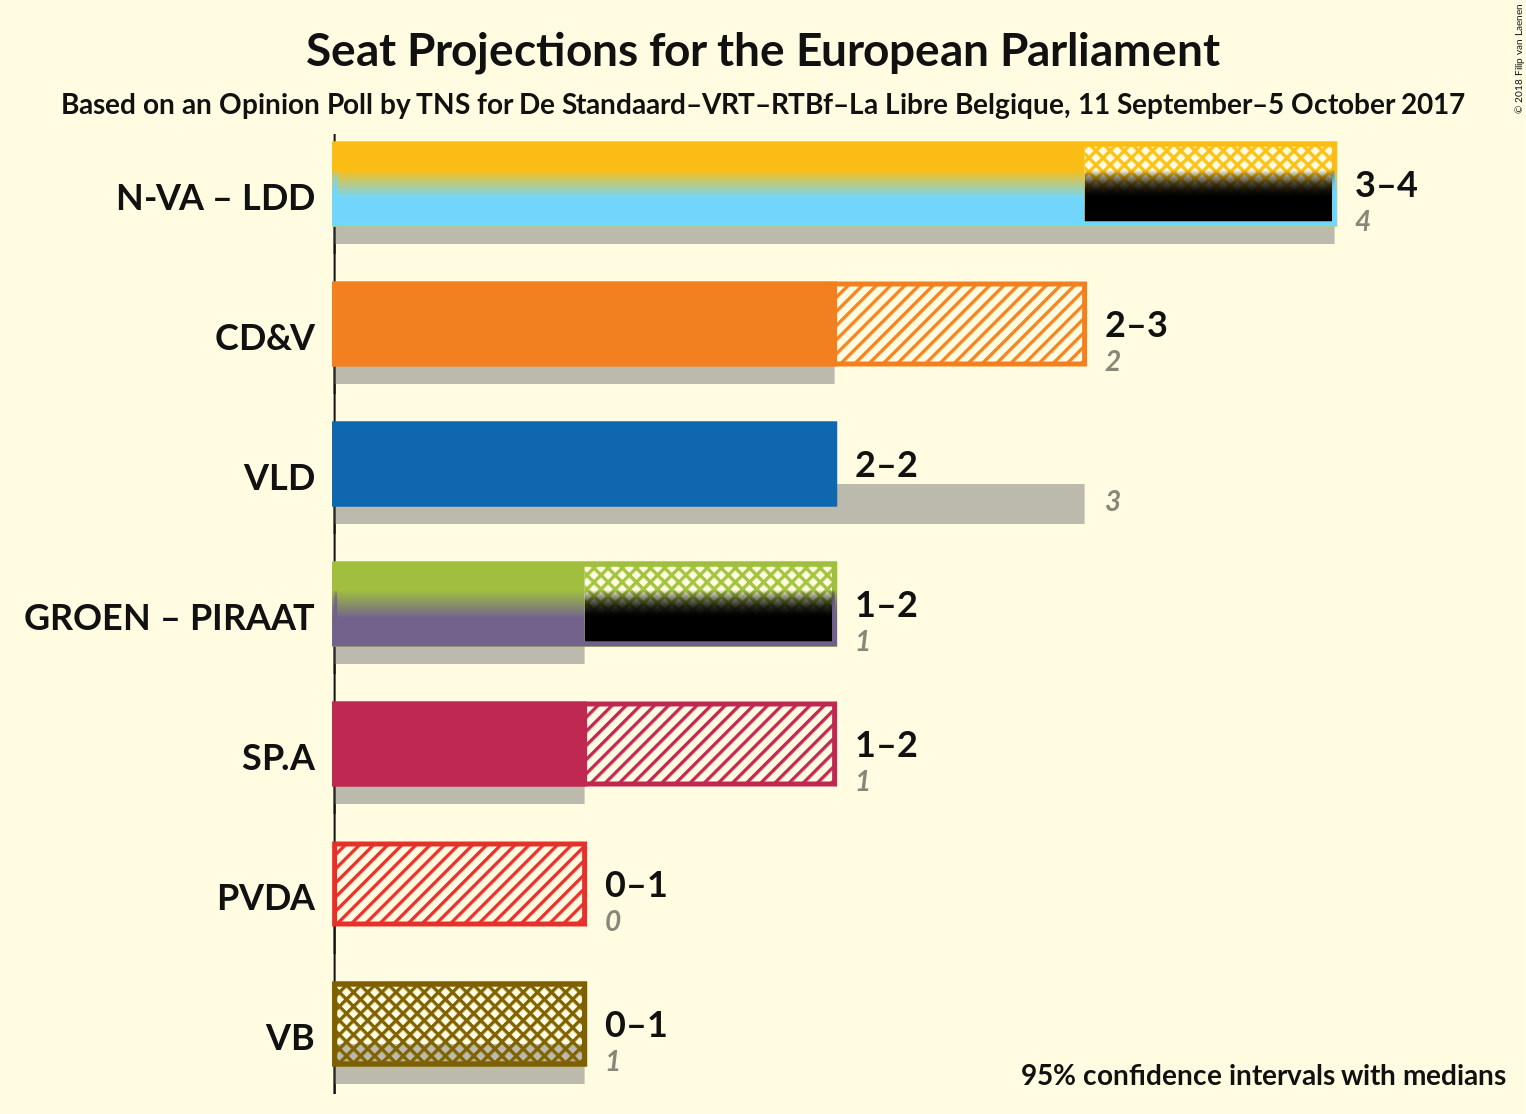 Seat Projections for the European Parliament
Based on an Opinion Poll by TNS for De Standaard–VRT–RTBf–La Libre Belgique, 11 September–5 October 2017
© 2018 Filip van Laenen
N-VA – LDD
3–4
4
CD&V
2–3
2
VLD
2–2
3
GROEN – PIRAAT
1–2
1
SP.A
1–2
1
PVDA
0–1
0
VB
0–1
1
95% confidence intervals with medians